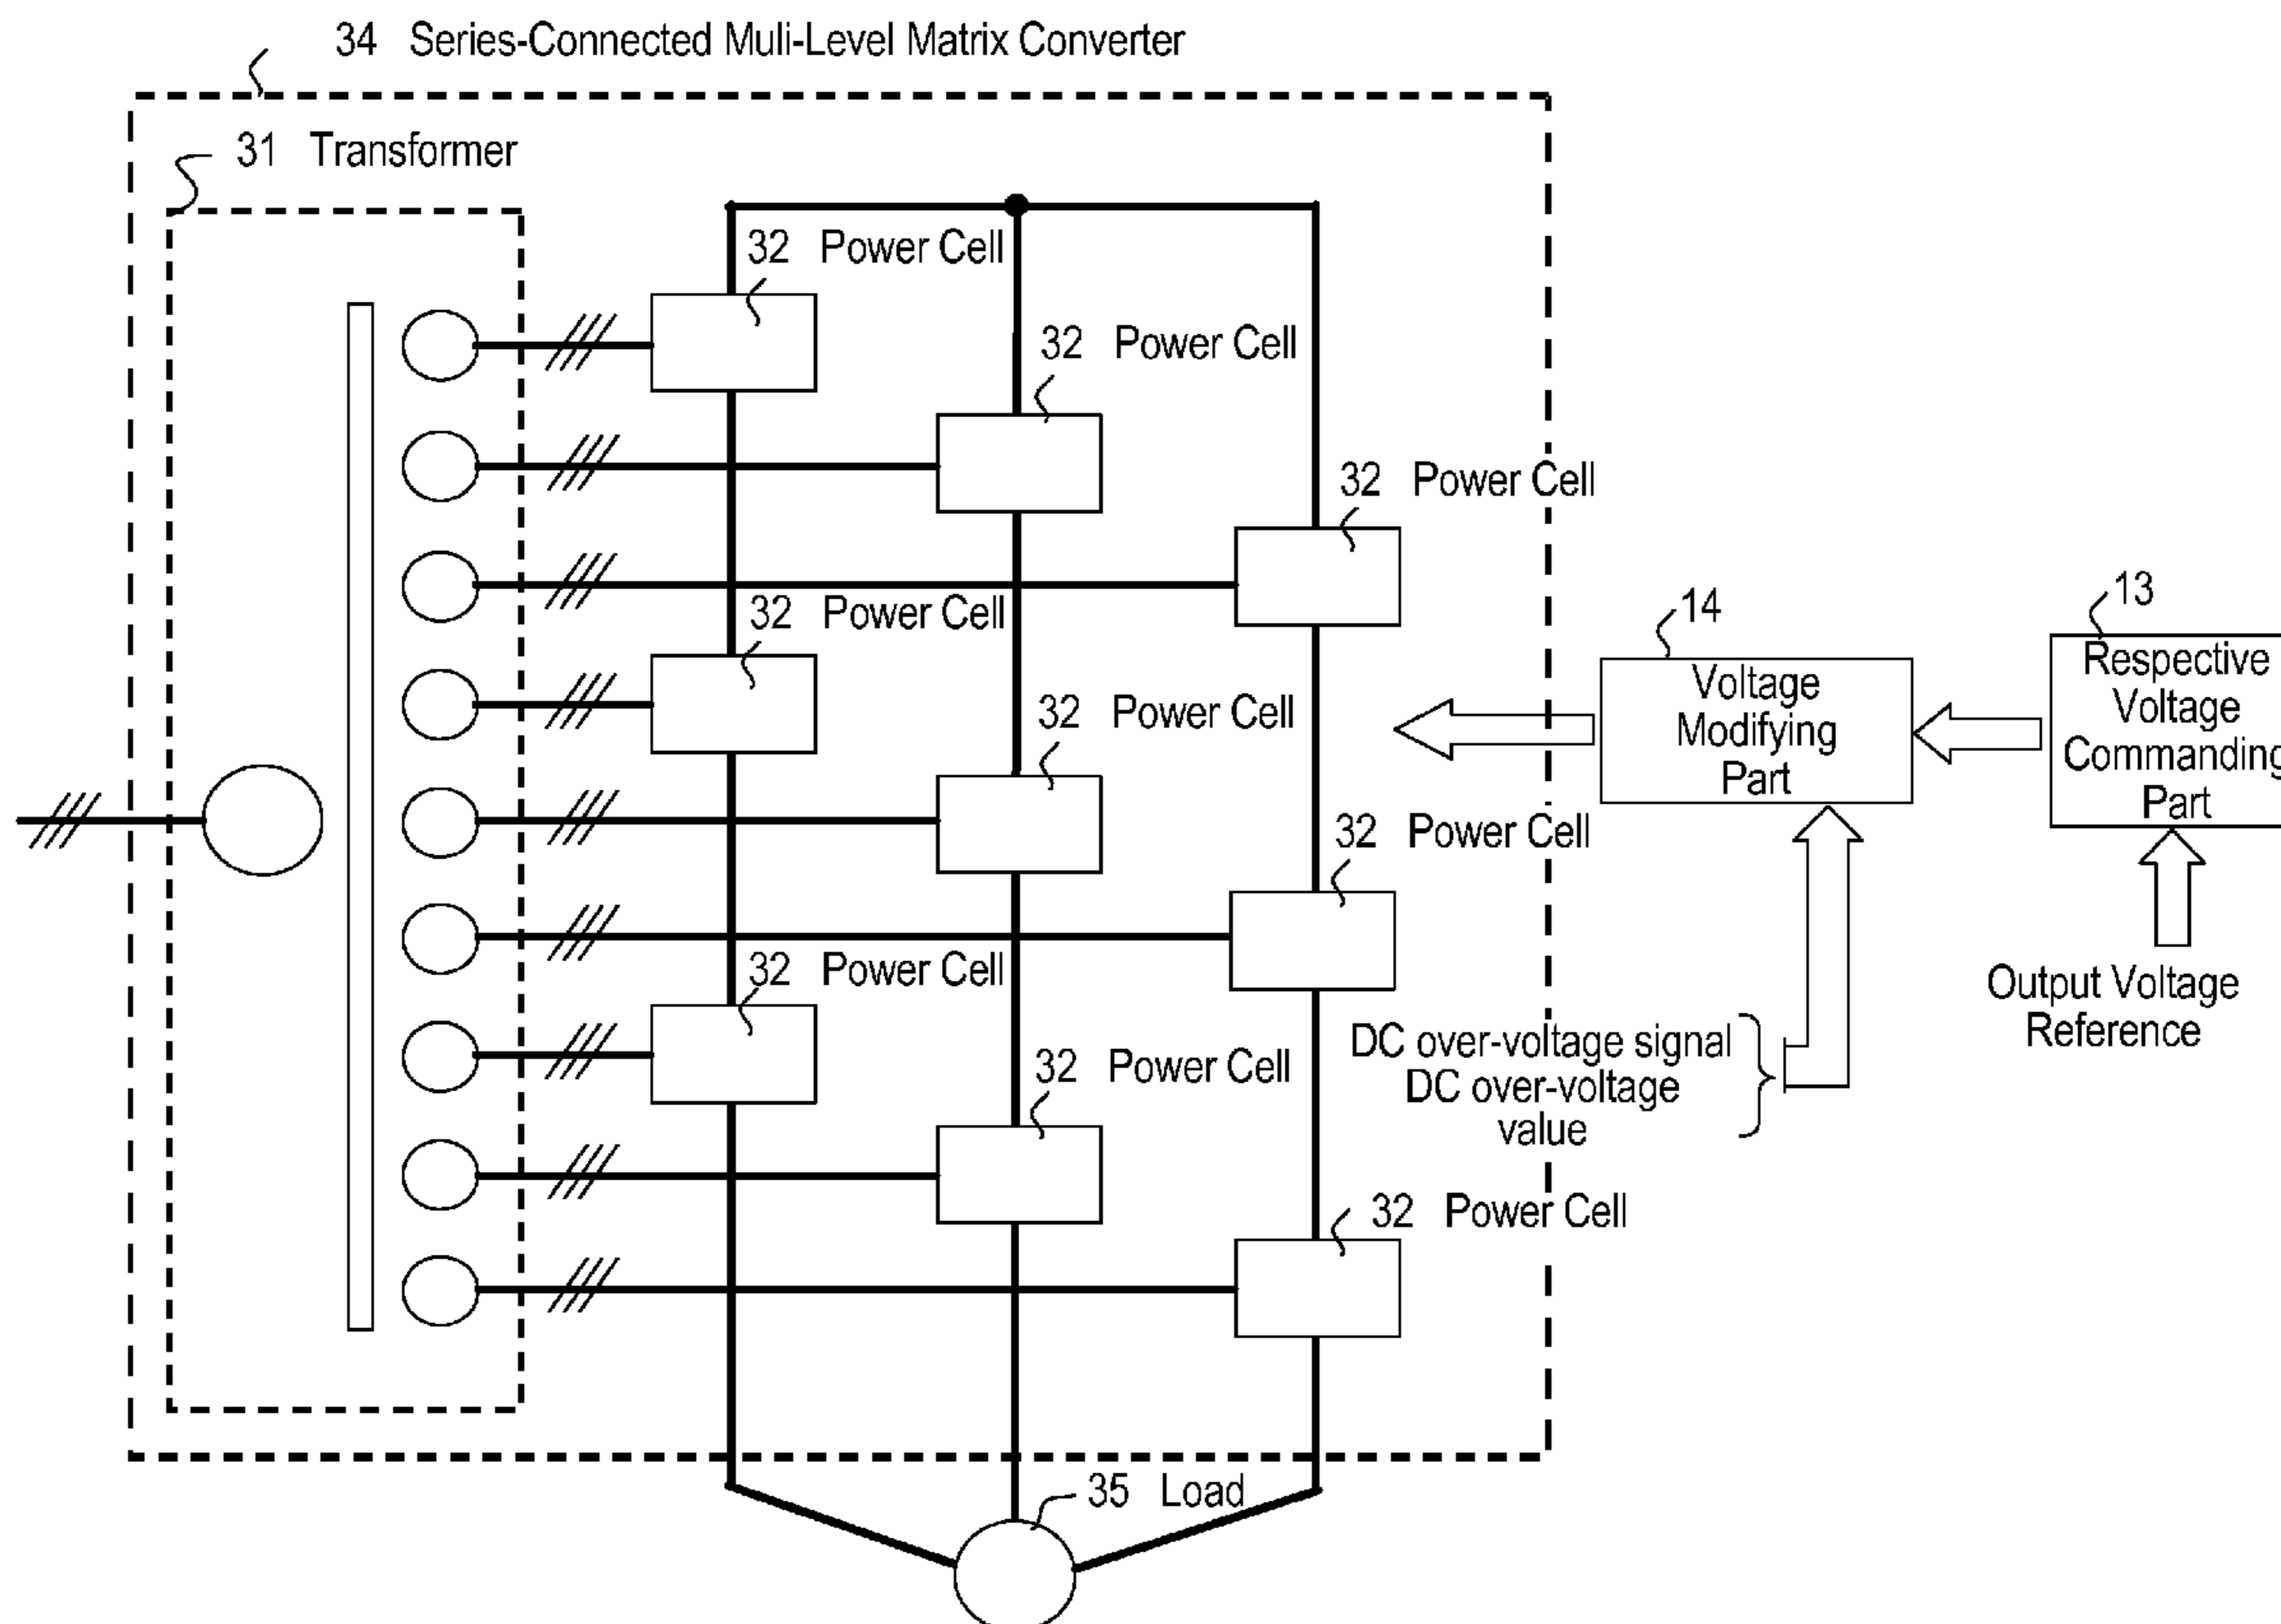 34 Series-Connected Muli-Level Matrix Converter
31 Transformer
32 Power Cell
32 Power Cell
32 Power Cell
32 Power Cell
32 Power Cell
32 Power Cell
32 Power Cell
32 Power Cell
32 Power Cell
14
Voltage
Modifying
Part
13
Respective
Voltage
Commanding
Part
Output Voltage
Reference
DC over-voltage signal
DC over-voltage
value
35 Load